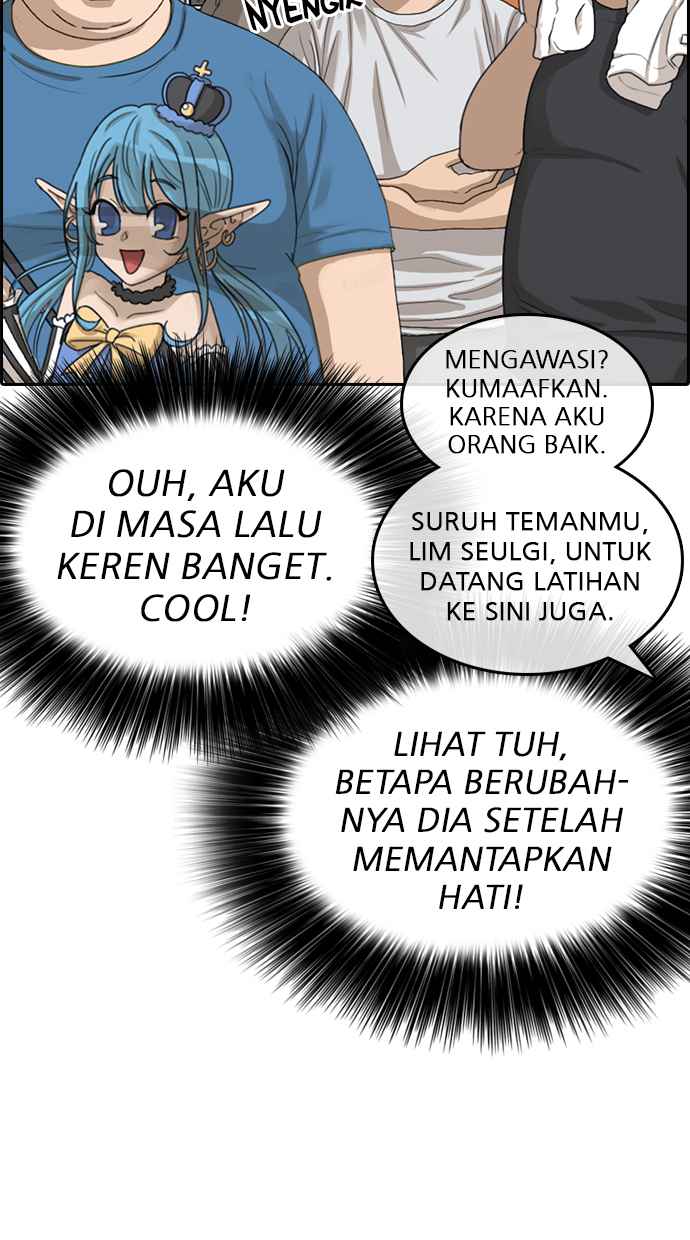 NYENGIR
MENGAWASI?
KUMAAFKAN.
KARENA AKU
ORANG BAIK.
SURUH TEMANMU,
LIM SEULGI, UNTUK
DATANG LATIHAN
KE SINI JUGA.
OUH, AKU
DI MASA LALU
KEREN BANGET.
COOL!
LIHAT TUH,
BETAPA BERUBAH-
NYA DIA SETELAH
MEMANTAPKAN
HATI!